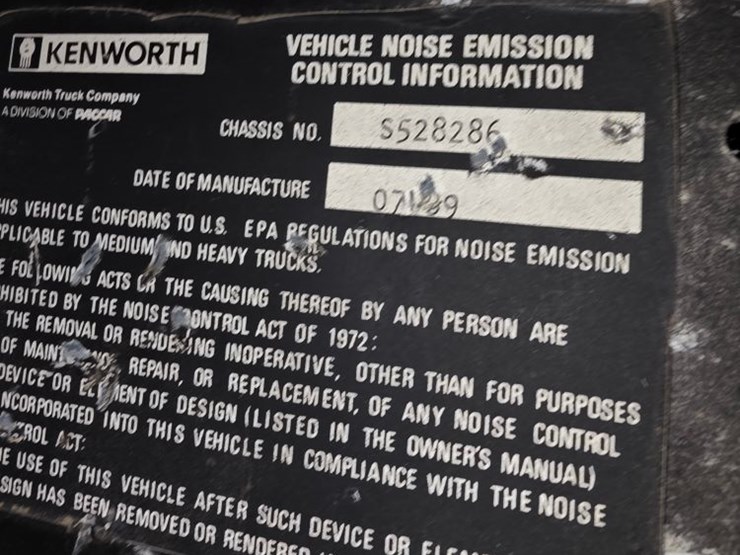 KENWORTH
Kenworth Truck Company
A DIVISION OF PACCAR
VEHICLE NOISE EMISSION
CONTROL INFORMATION
CHASSIS NO. S528286
DATE OF MANUFACTURE
HIS VEHICLE CONFORMS TO U.S. EPA REGULATIONS FOR NOISE EMISSION
PLICABLE TO MEDIUM AND HEAVY TRUCKS.
E FOLLOWING ACTS OR THE CAUSING THEREOF BY ANY PERSON ARE
HIBITED BY THE NOISE CONTROL ACT OF 1972:
THE REMOVAL OR RENDERING INOPERATIVE, OTHER THAN FOR PURPOSES
OF MAINTENANCE REPAIR, OR REPLACEMENT, OF ANY NOISE CONTROL
DEVICE OR ELEMENT OF DESIGN (LISTED IN THE OWNER'S MANUAL)
NCORPORATED INTO THIS VEHICLE IN COMPLIANCE WITH THE NOISE
TROL ACT:
E USE OF THIS VEHICLE AFTER SUCH DEVICE OR ELEM
SIGN HAS BEEN REMOVED OR RENDERED